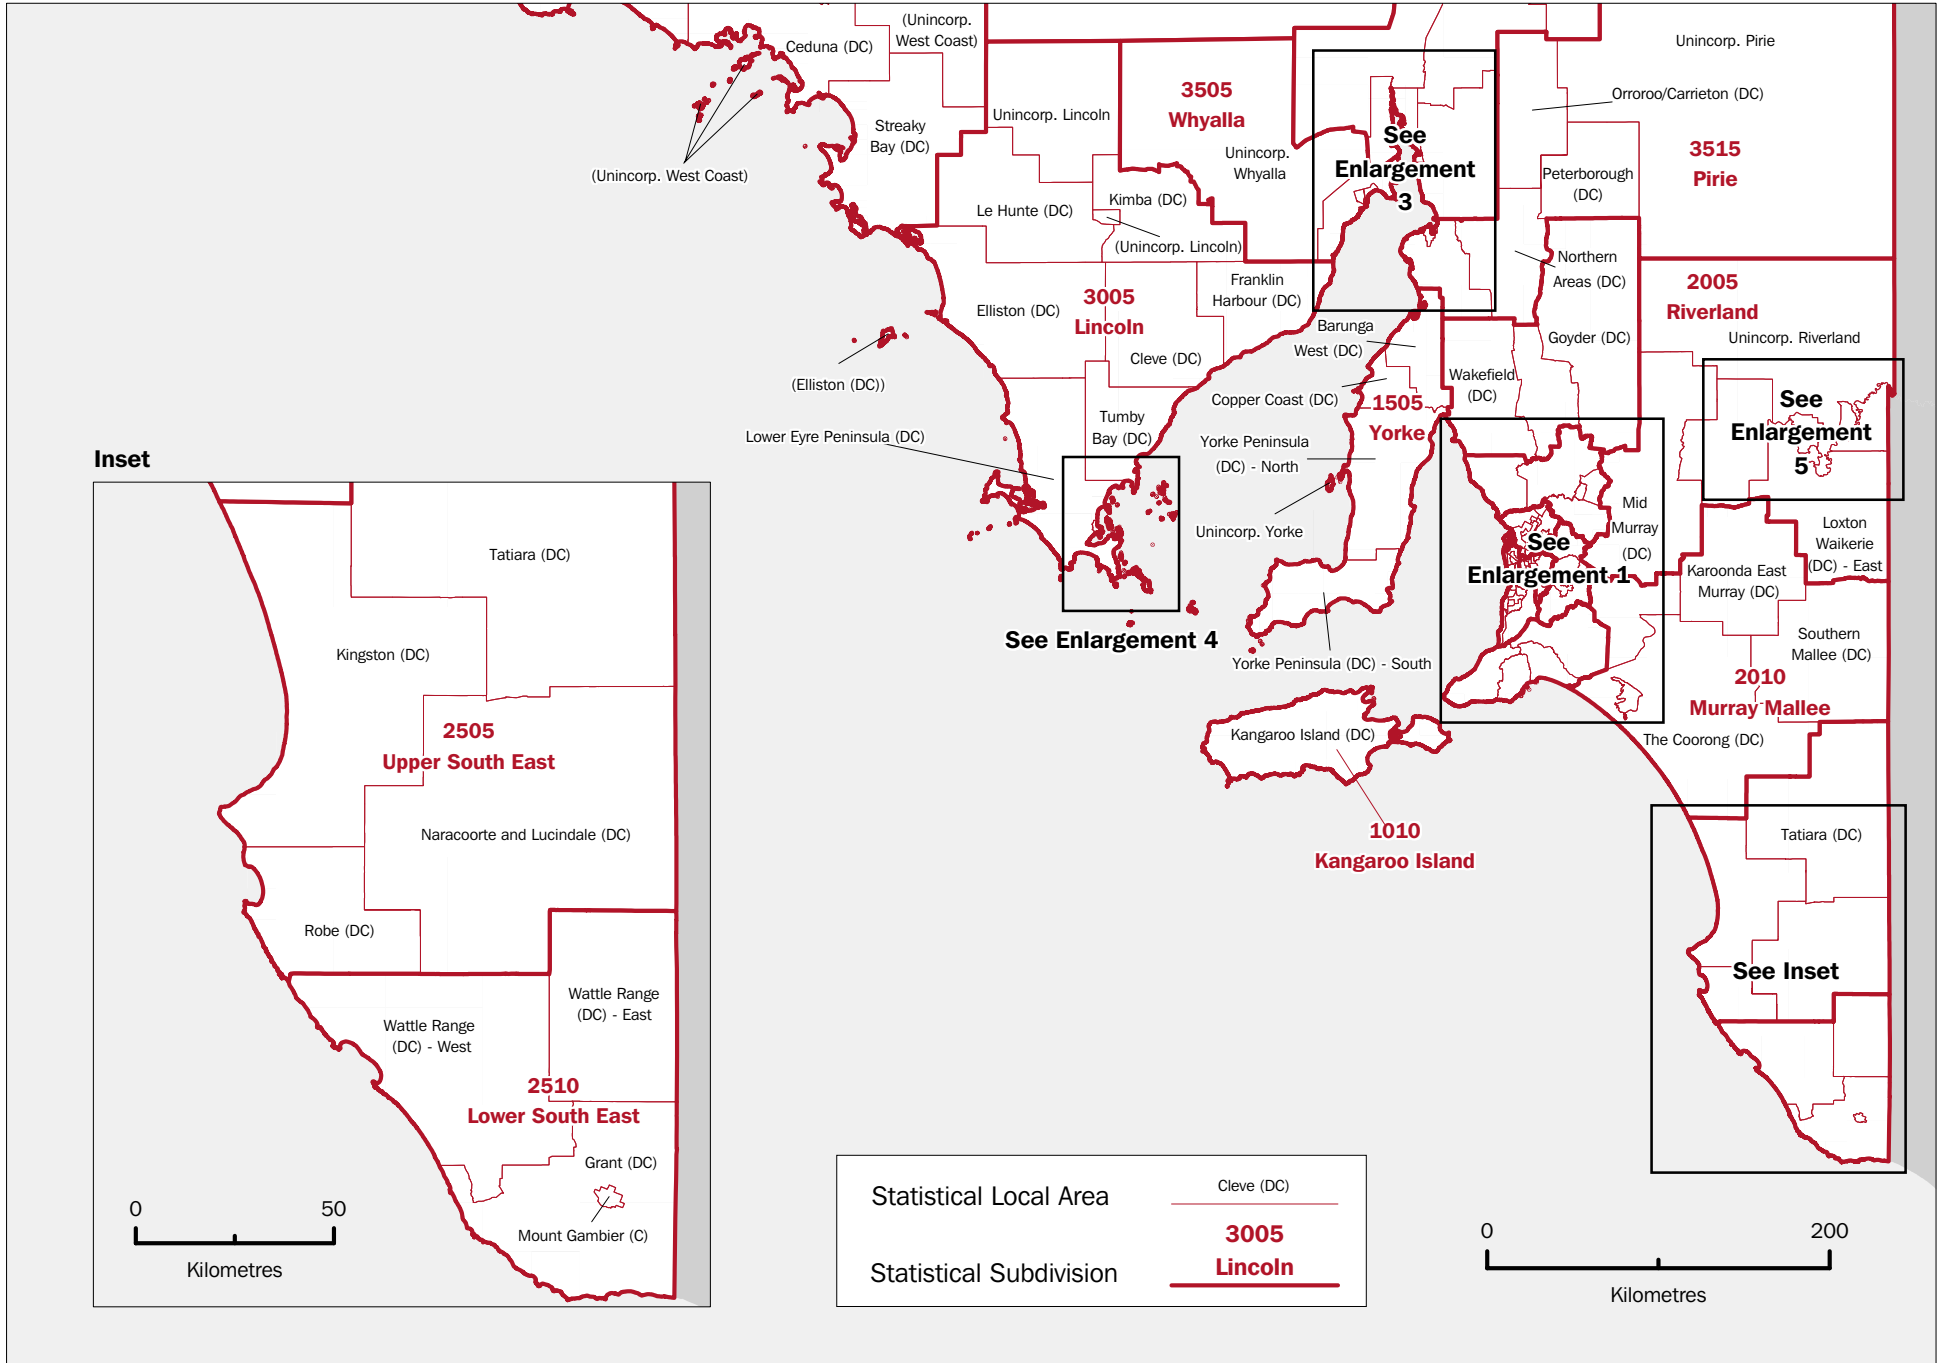 (Unincorp.
West Coast)
Ceduna (DC)
Unincorp. Pirie
3505
Whyalla
Orroroo/Carrieton (DC)
Unincorp. Lincoln
Streaky
Bay (DC)
See
Enlargement
3
3515
Pirie
Unincorp.
Whyalla
(Unincorp. West Coast)
Peterborough
(DC)
Kimba (DC)
Le Hunte (DC)
(Unincorp. Lincoln)
Northern
Areas (DC)
Franklin
Harbour (DC)
2005
Riverland
3005
Lincoln
Elliston (DC)
Barunga
West (DC)
Goyder (DC)
Unincorp. Riverland
Cleve (DC)
(Elliston (DC))
Wakefield
(DC)
Copper Coast (DC)
1505
Yorke
See
Enlargement
5
Tumby
Bay (DC)
Lower Eyre Peninsula (DC)
Yorke Peninsula
(DC) - North
Inset
Mid
Murray
(DC)
Unincorp. Yorke
Loxton
Waikerie
(DC) - East
See
Enlargement 1
Karoonda East
Murray (DC)
Tatiara (DC)
See Enlargement 4
Southern
Mallee (DC)
Kingston (DC)
Yorke Peninsula (DC) - South
2010
Murray Mallee
2505
Upper South East
Kangaroo Island (DC)
The Coorong (DC)
1010
Kangaroo Island
Naracoorte and Lucindale (DC)
Tatiara (DC)
Robe (DC)
See Inset
Wattle Range
(DC) - East
Wattle Range
(DC) - West
2510
Lower South East
Grant (DC)
Mount Gambier (C)
0 50
Kilometres
Statistical Local Area
Cleve (DC)
3005
Lincoln
Statistical Subdivision
0 200
Kilometres